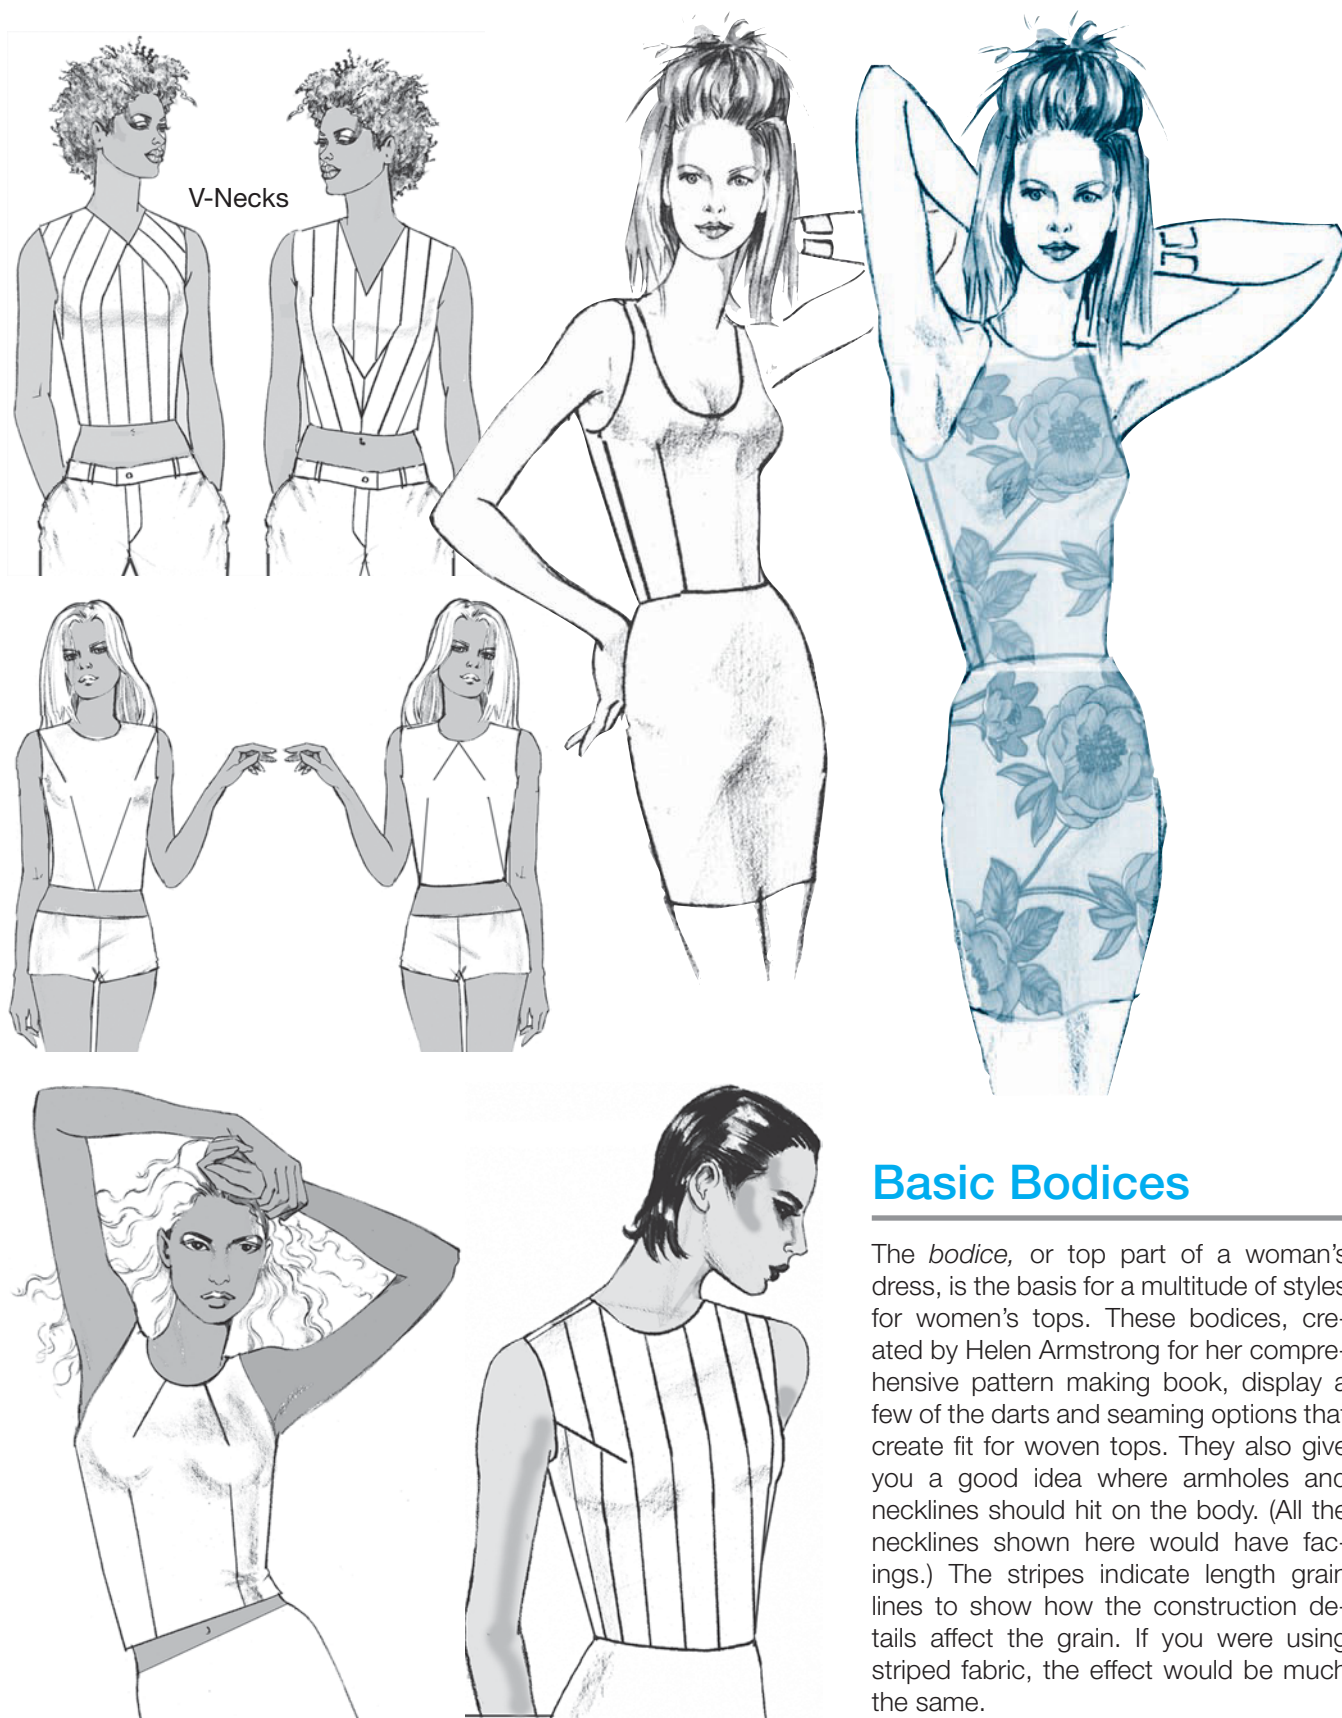 V-Necks
Basic Bodices
The bodice, or top part of a woman's
dress, is the basis for a multitude of styles
for women's tops. These bodices, cre-
ated by Helen Armstrong for her compre-
hensive pattern making book, display a
few of the darts and seaming options that
create fit for woven tops. They also give
you a good idea where armholes and
necklines should hit on the body. (All the
necklines shown here would have fac-
ings.) The stripes indicate length grain
lines to show how the construction de-
tails affect the grain. If you were using
striped fabric, the effect would be much
the same.